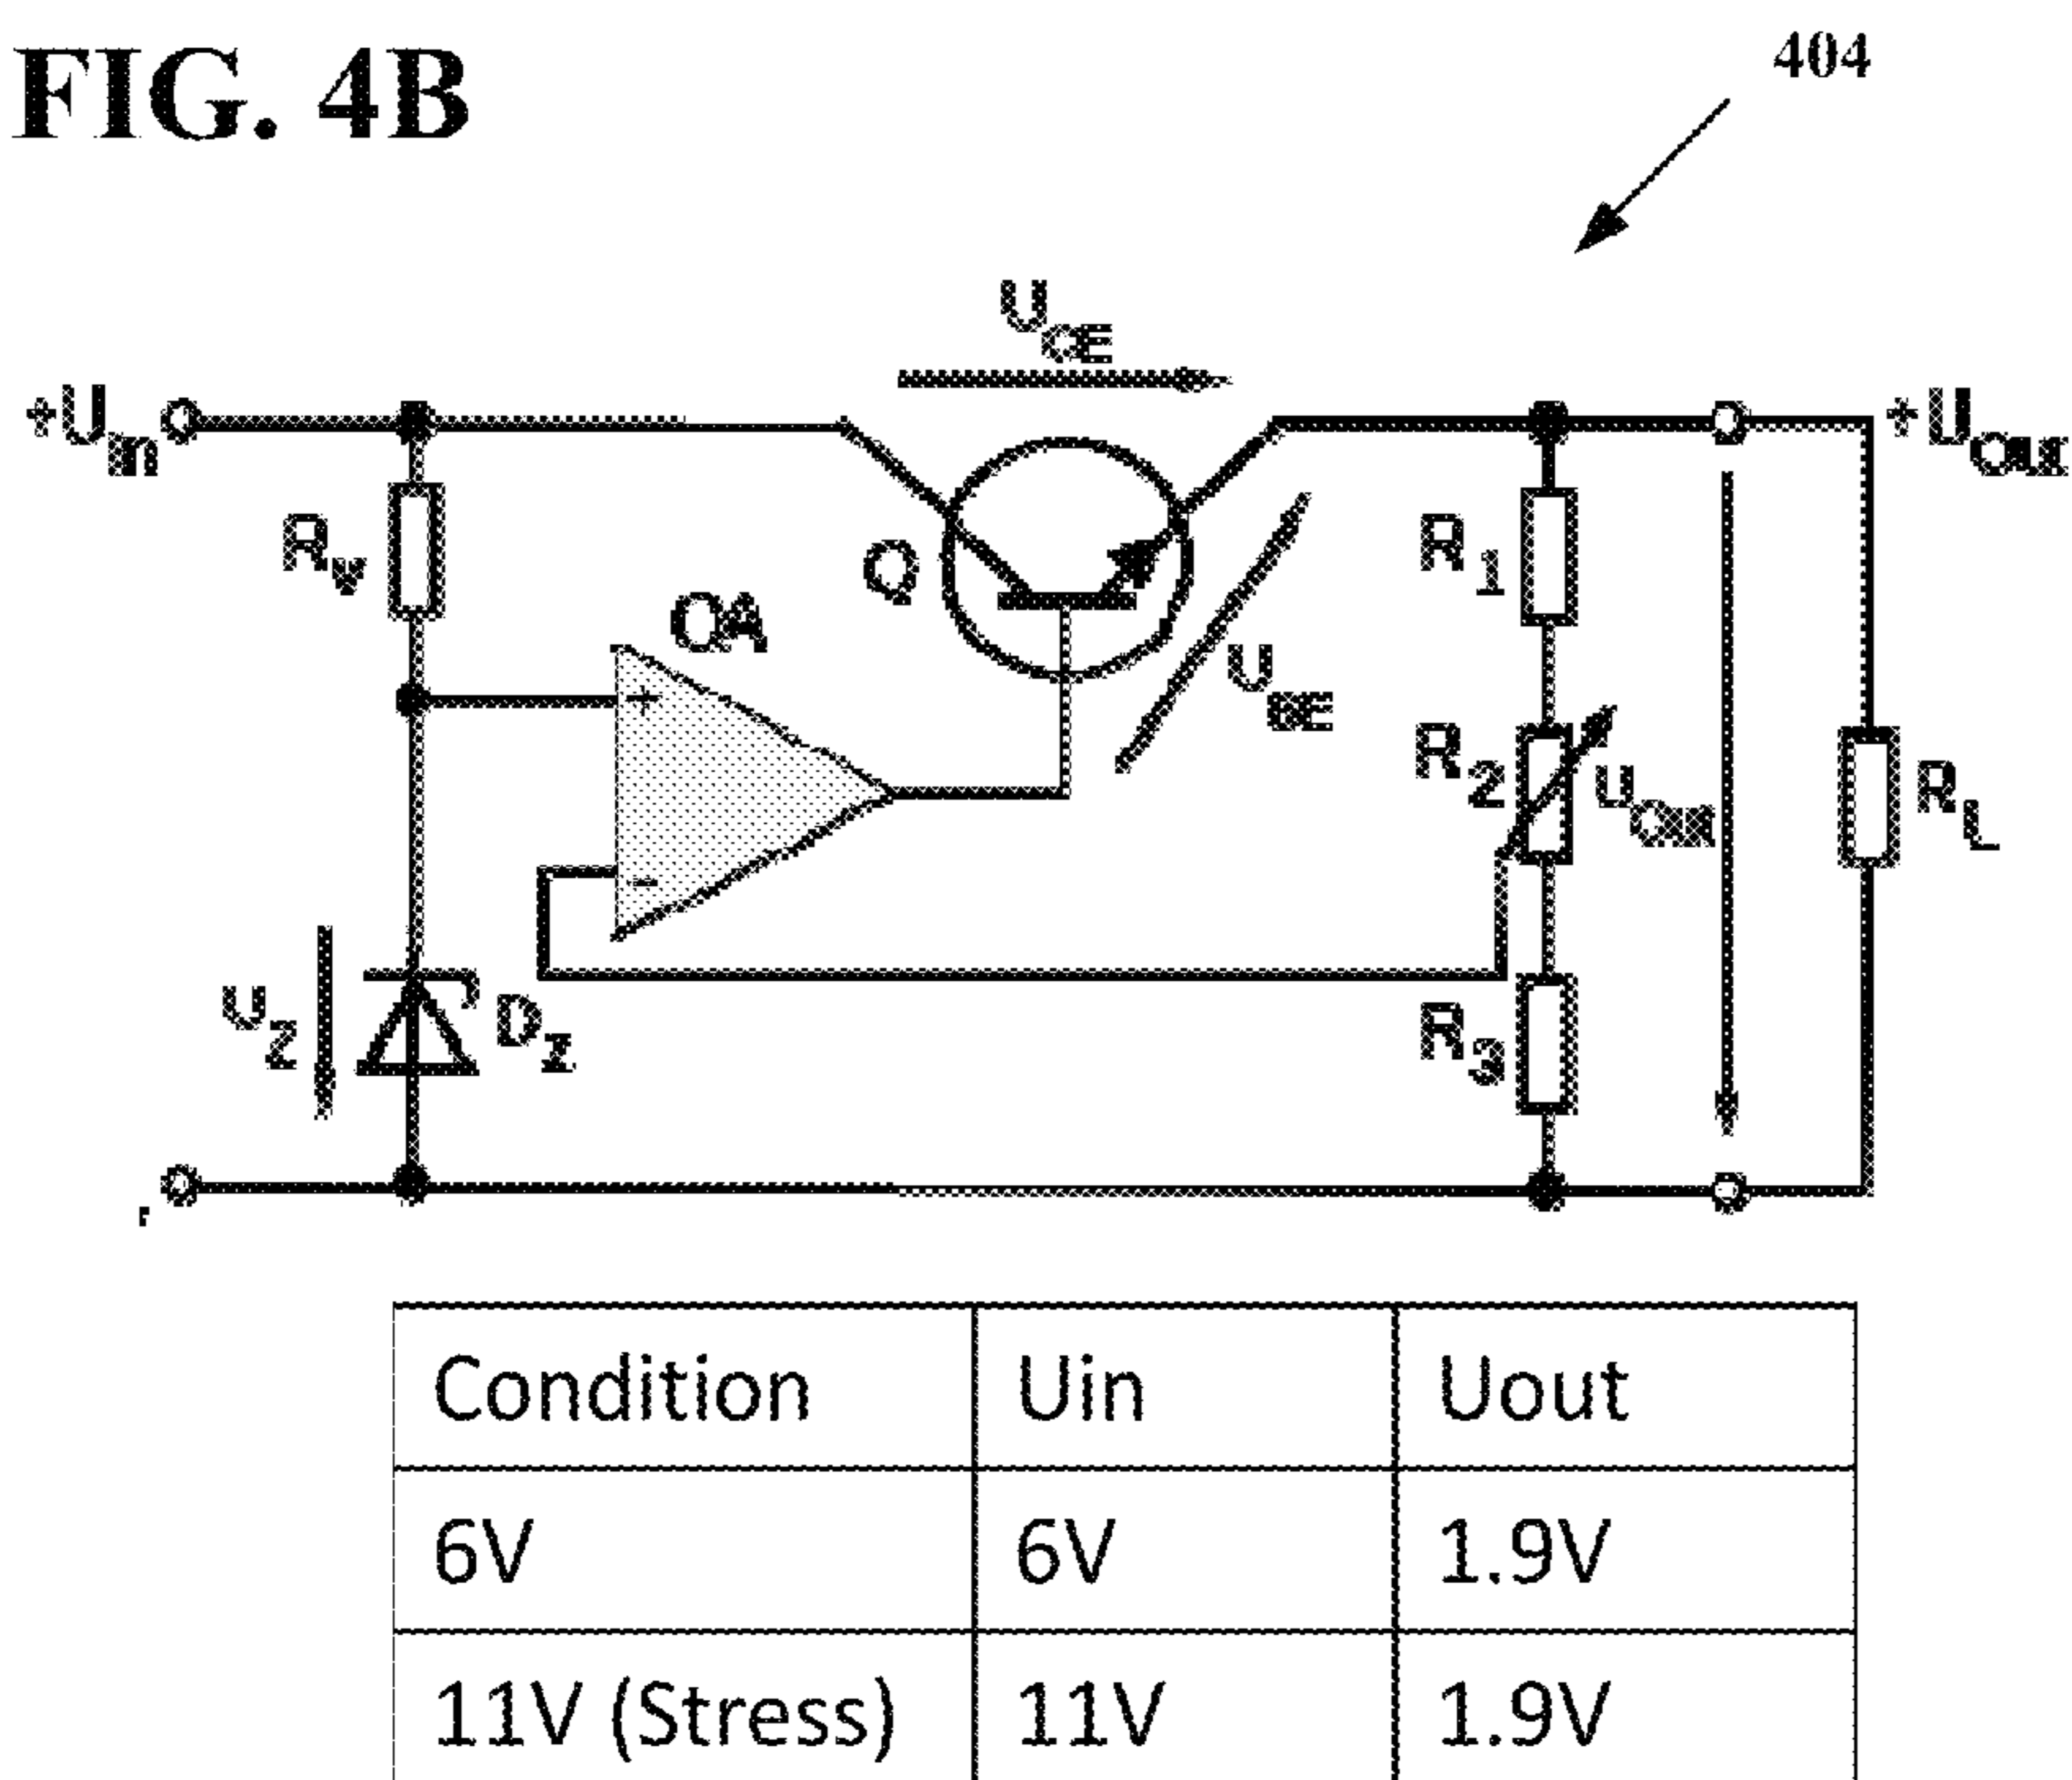 FIG. 4B
404
UCE
+Uin
+UOut
Rv
Q
R1
OA
+
UBE
R2
UOut
RL
-
UZ
DZ
R3
Condition Uin Uout
6V 6V 1.9V
11V (Stress) 11V 1.9V